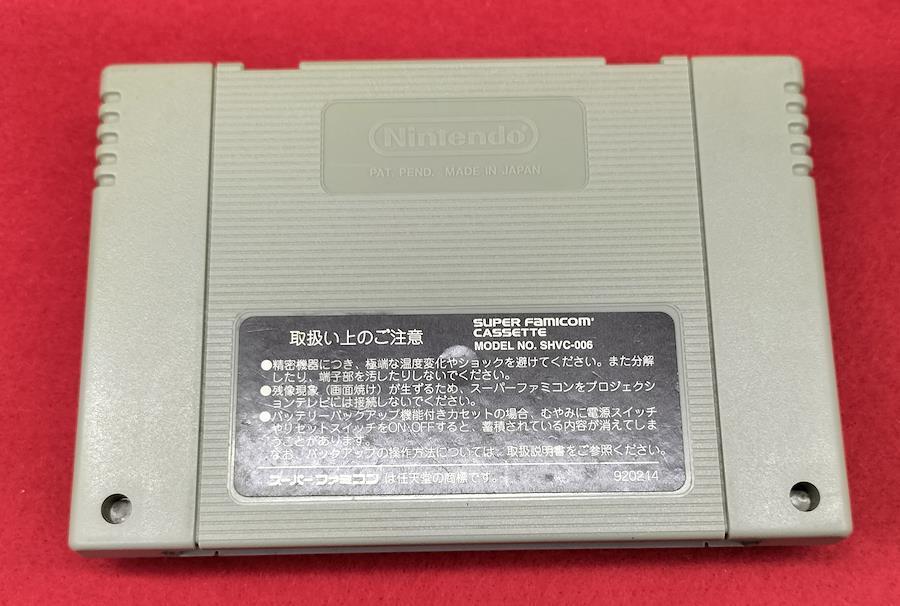 Nintendo®
PAT. PEND. MADE IN JAPAN
取扱い上のご注意
SUPER FAMICOM®
CASSETTE
MODEL NO. SHVC-006
●精密機器につき、極端な温度変化やショックを避けてください。また分解
したり、端子部を汚したりしないでください。
●残像現象(画面焼け)が生ずるため、スーパーファミコンをプロジェクシ
ョンテレビには接続しないでください。
●バッテリーバックアップ機能付きカセットの場合、むやみに電源スイッチ
やリセットスイッチをON、OFFすると、蓄積されている内容が消えてしま
うことがあります。
なお、バックアップの操作方法については、取扱説明書をご参照ください。
スーパーファミコンは任天堂の商標です。
920214